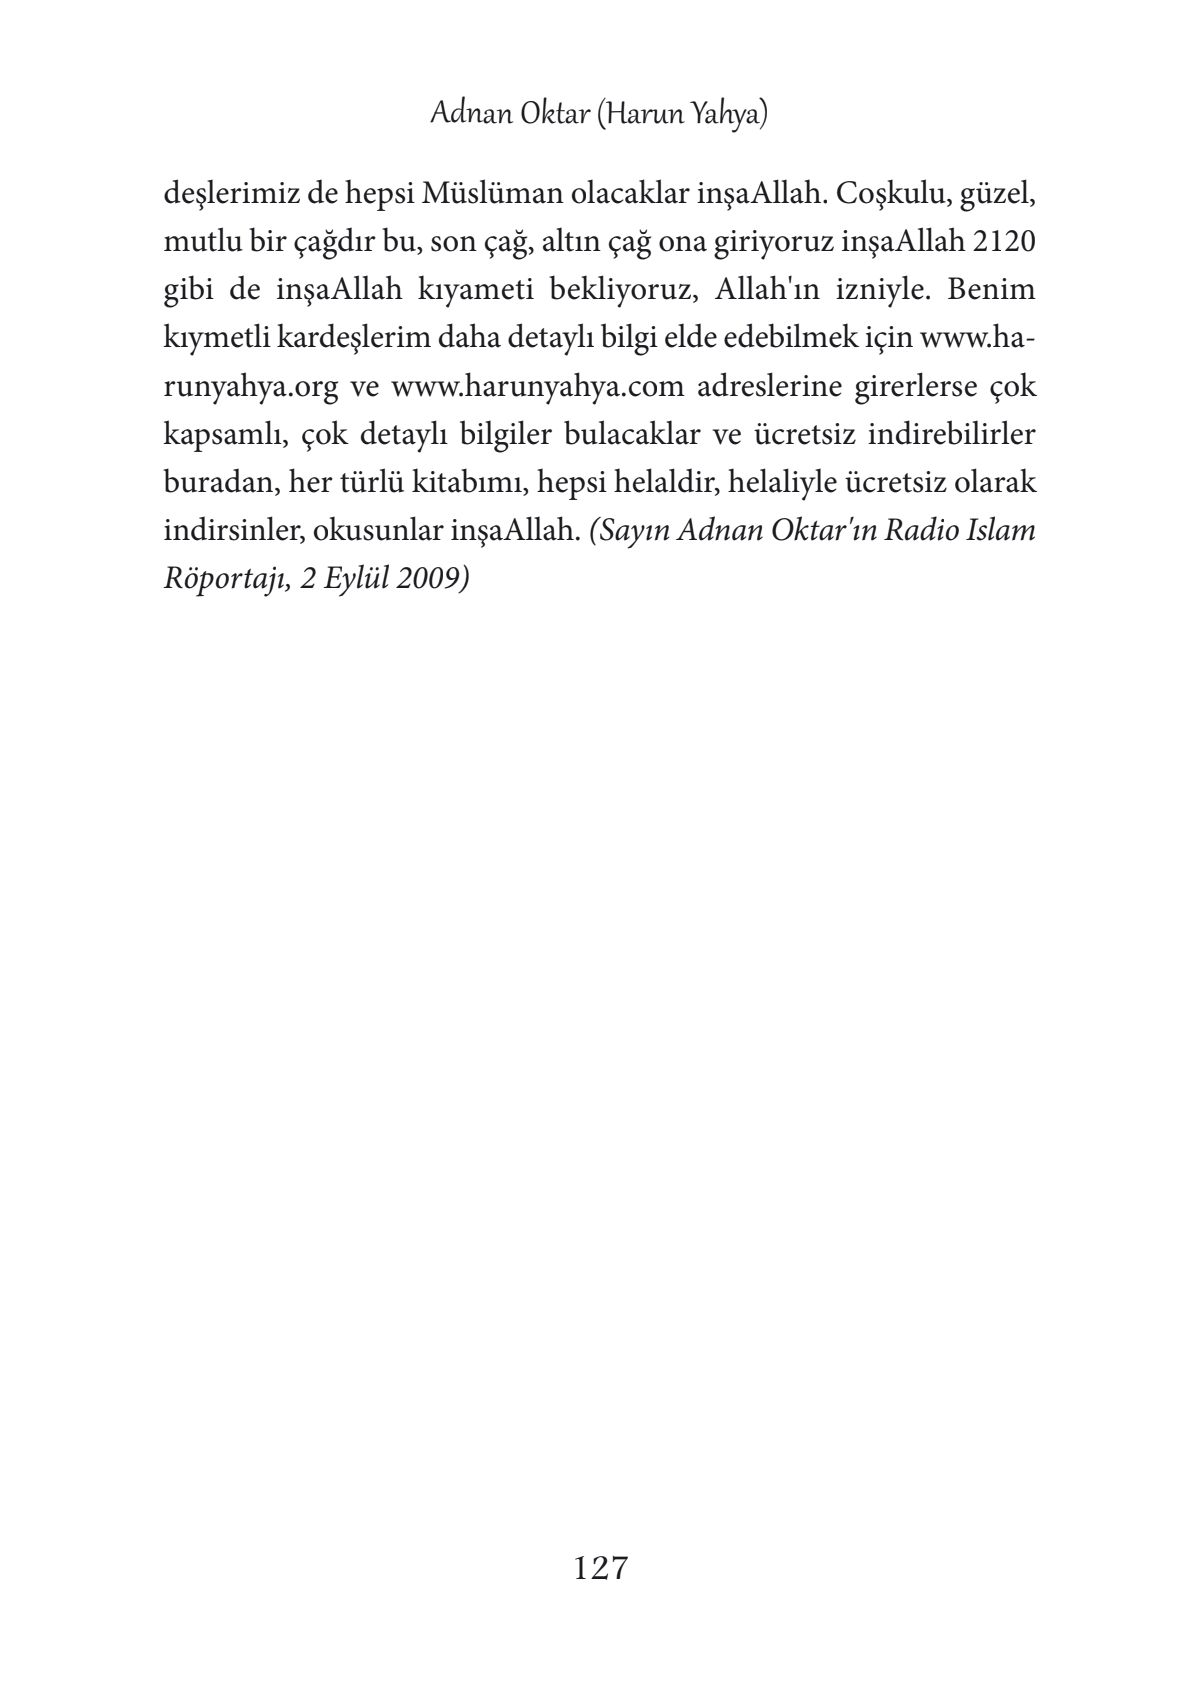 Adnan Oktar (Harun Yahya)
deşlerimiz de hepsi Müslüman olacaklar inşaAllah. Coşkulu, güzel,
mutlu bir çağdır bu, son çağ, altın çağ ona giriyoruz inşaAllah 2120
gibi de inşaAllah kıyameti bekliyoruz, Allah'ın izniyle. Benim
kıymetli kardeşlerim daha detaylı bilgi elde edebilmek için www.ha-
runyahya.org ve www.harunyahya.com adreslerine girerlerse çok
kapsamlı, çok detaylı bilgiler bulacaklar ve ücretsiz indirebilirler
buradan, her türlü kitabımı, hepsi helaldir, helaliyle ücretsiz olarak
indirsinler, okusunlar inşaAllah. (Sayın Adnan Oktar'ın Radio Islam
Röportajı, 2 Eylül 2009)
127